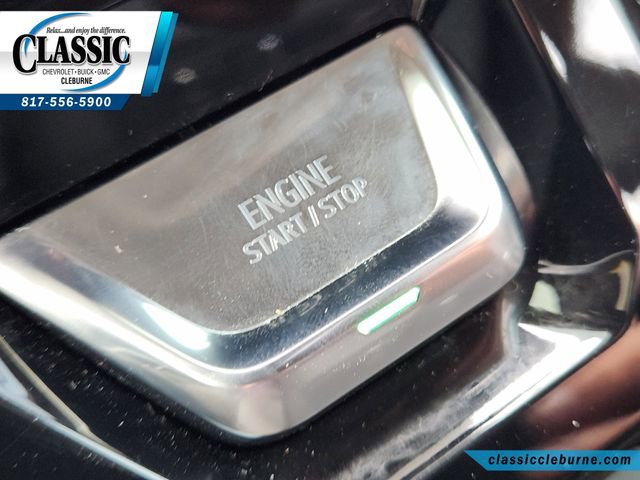 Relax...and enjoy the difference.
CLASSIC
CHEVROLET • BUICK • GMC
CLEBURNE
817-556-5900
ENGINE
START / STOP
classiccleburne.com